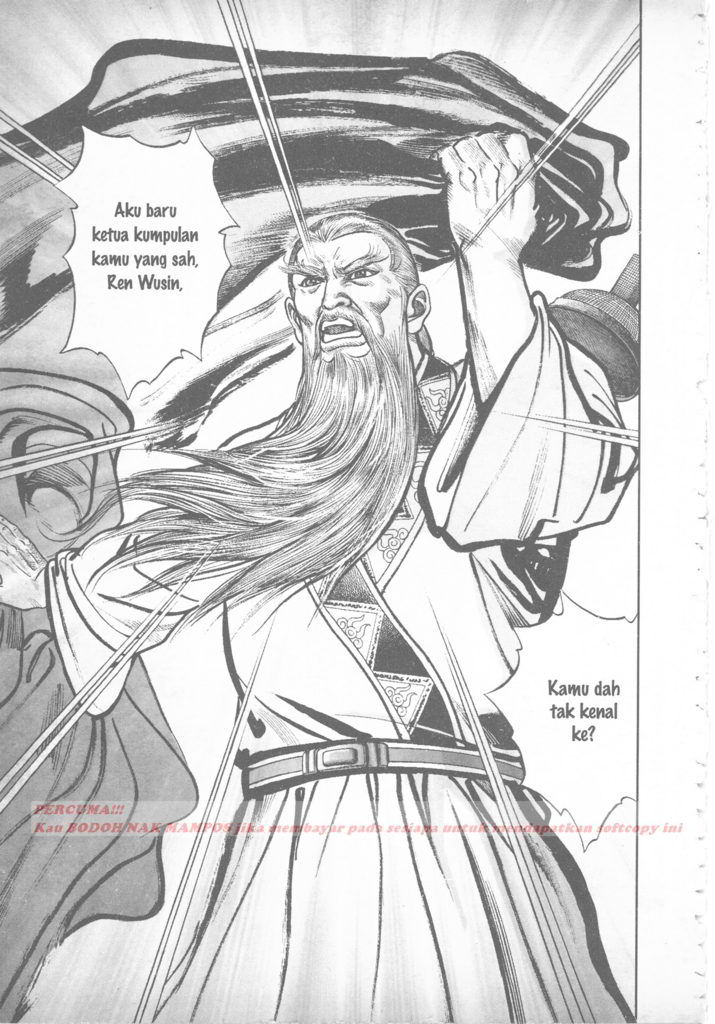 Aku baru
ketua kumpulan
kamu yang sah,
Ren Wusin,
Kamu dah
tak kenal
ke?
PERCUMA!!!
Kau BODOH NAK MAMPOS jika membayar pada sesiapa untuk mendapatkan softcopy ini